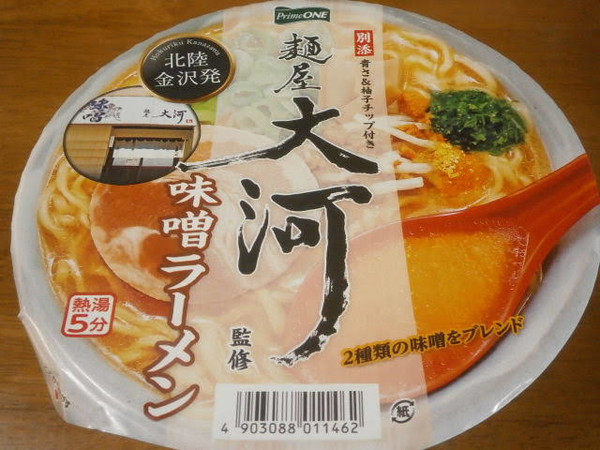 PrimeONE
Hokuriku Kanazawa
北陸
金沢発
別添
青さ&柚子チップ付き
麺屋
大河
味噌
大河
味噌ラーメン
監修
熱湯
5分
2種類の味噌をブレンド
紙
4 903088 011462